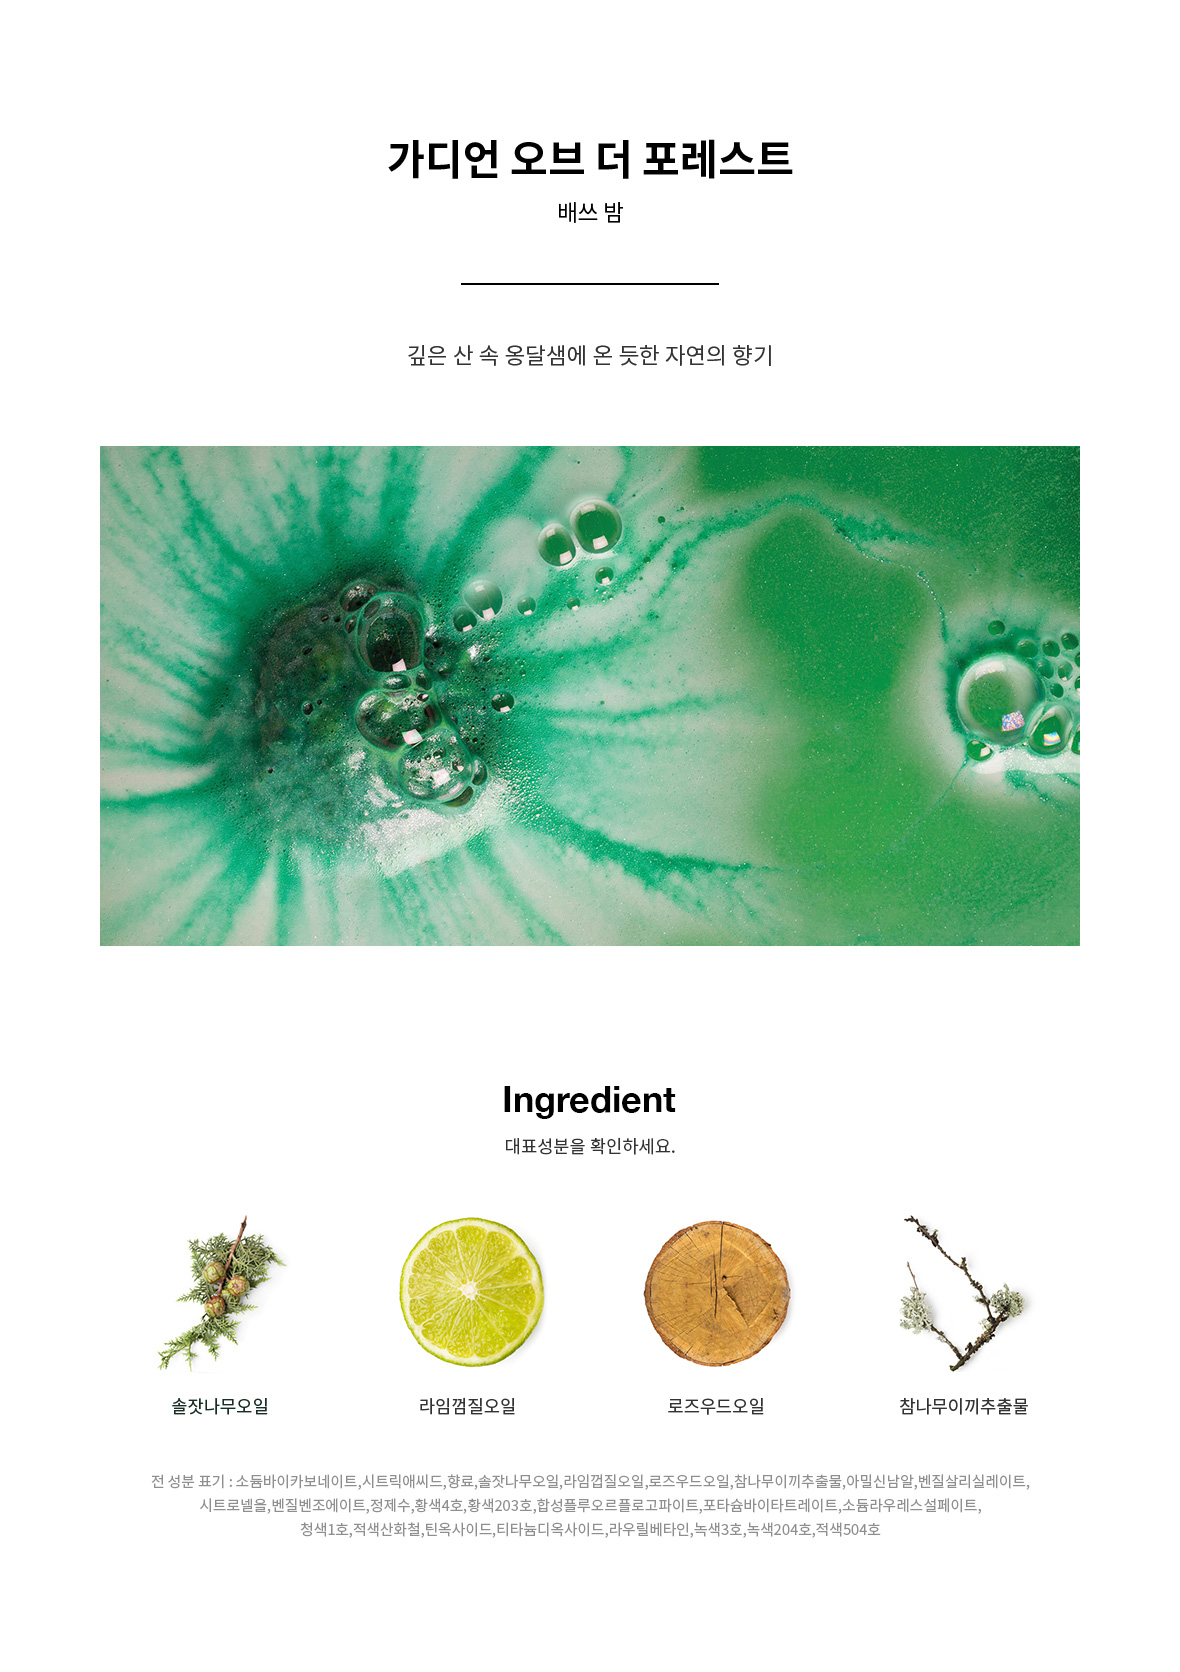 가디언 오브 더 포레스트
배쓰 밤
깊은 산 속 옹달샘에 온 듯한 자연의 향기
Ingredient
대표성분을 확인하세요.
솔잣나무오일
라임껌질오일
로즈우드오일
참나무이끼추출물
전 성분 표기 : 소듐바이카보네이트,시트릭애씨드,향료,솔잣나무오일,라임껍질오일,로즈우드오일,참나무이끼추출물,아밀신남알,벤질살리실레이트,
시트로넬올,벤질벤조에이트,정제수,황색4호,황색203호,합성플루오르플로고파이트,포타슘바이타트레이트,소듐라우레스설페이트,
청색1호,적색산화철,틴옥사이드,티타늄디옥사이드,라우릴베타인,녹색3호,녹색204호,적색504호